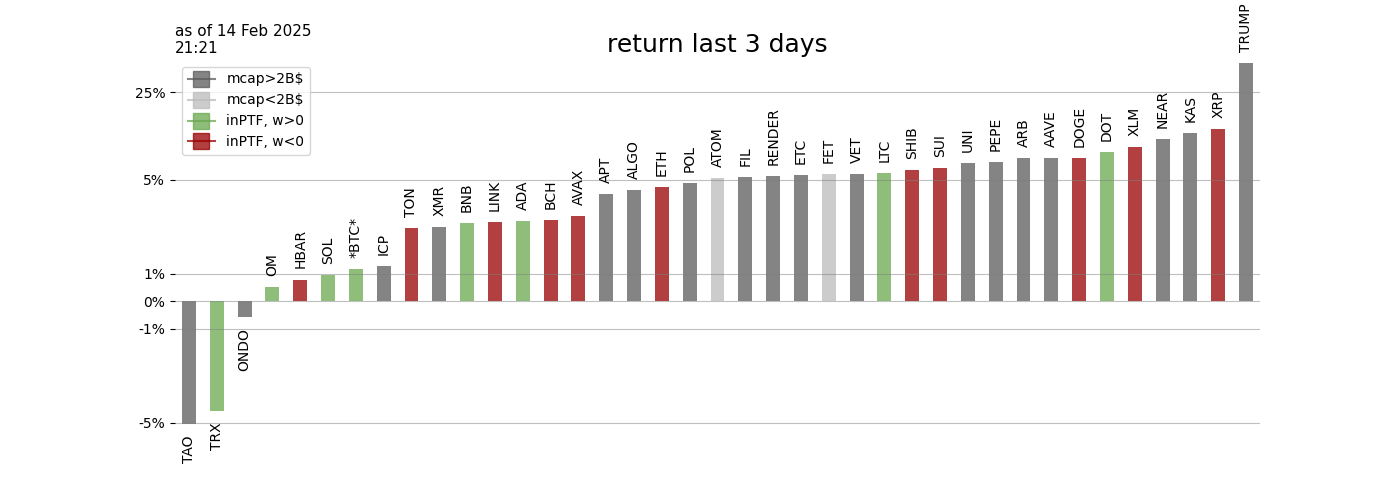 as of 14 Feb 2025
21:21
return last 3 days
mcap>2B$
mcap<2B$
inPTF, w>0
inPTF, w<0
25%
5%
1%
0%
-1%
-5%
TAO
TRX
ONDO
OM
HBAR
SOL
*BTC*
ICP
TON
XMR
BNB
LINK
ADA
BCH
AVAX
APT
ALGO
ETH
POL
ATOM
FIL
RENDER
ETC
FET
VET
LTC
SHIB
SUI
UNI
PEPE
ARB
AAVE
DOGE
DOT
XLM
NEAR
KAS
XRP
TRUMP